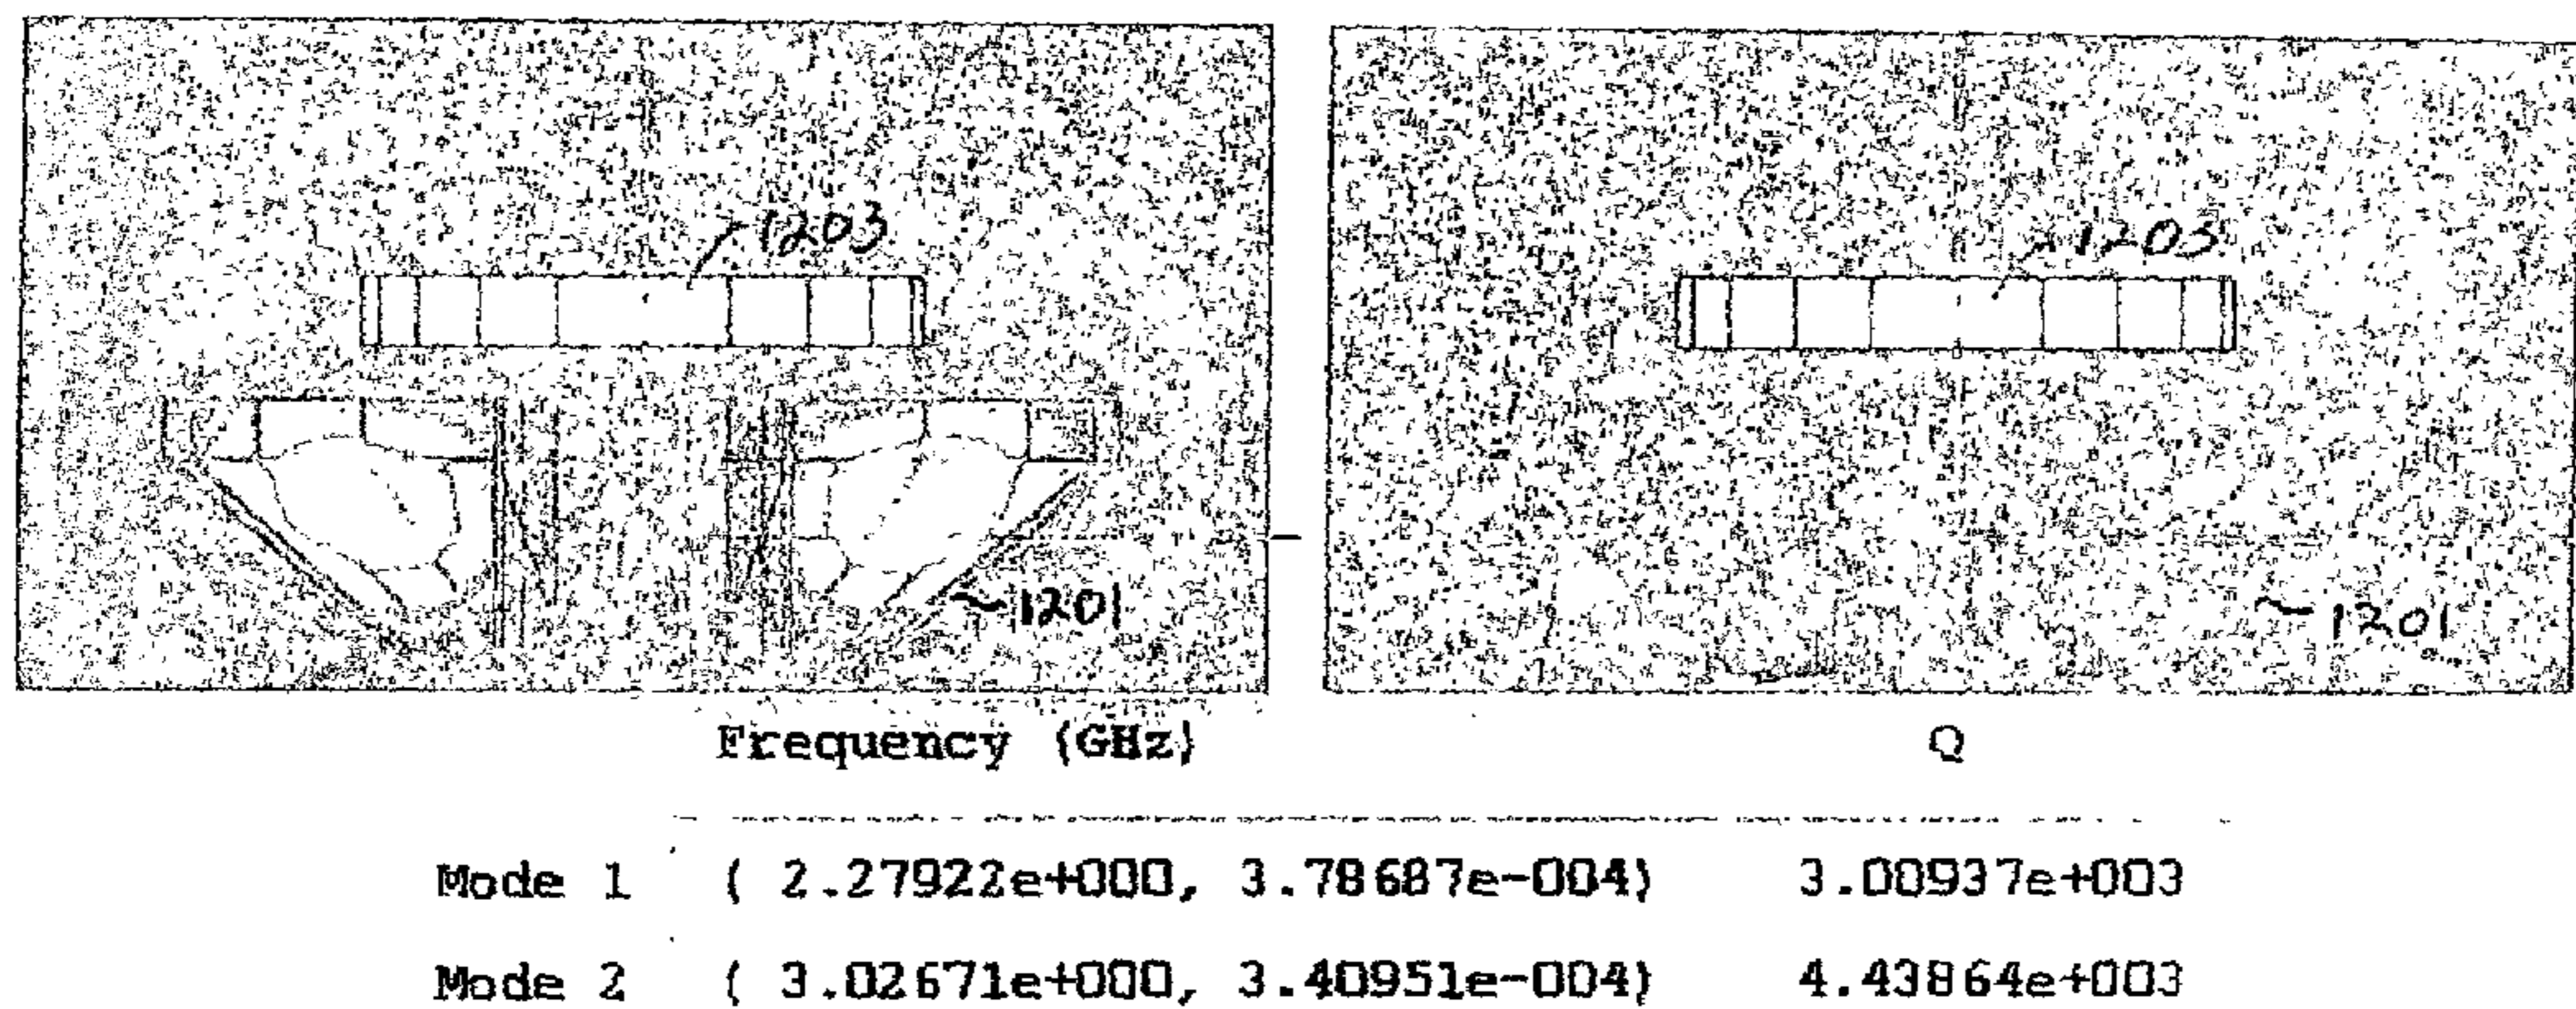 1203
1203
1201
1201
Frequency (GHz) Q
Mode 1 ( 2.27922e+000, 3.78687e-004) 3.00937e+003
Mode 2 ( 3.02671e+000, 3.40951e-004) 4.43864e+003